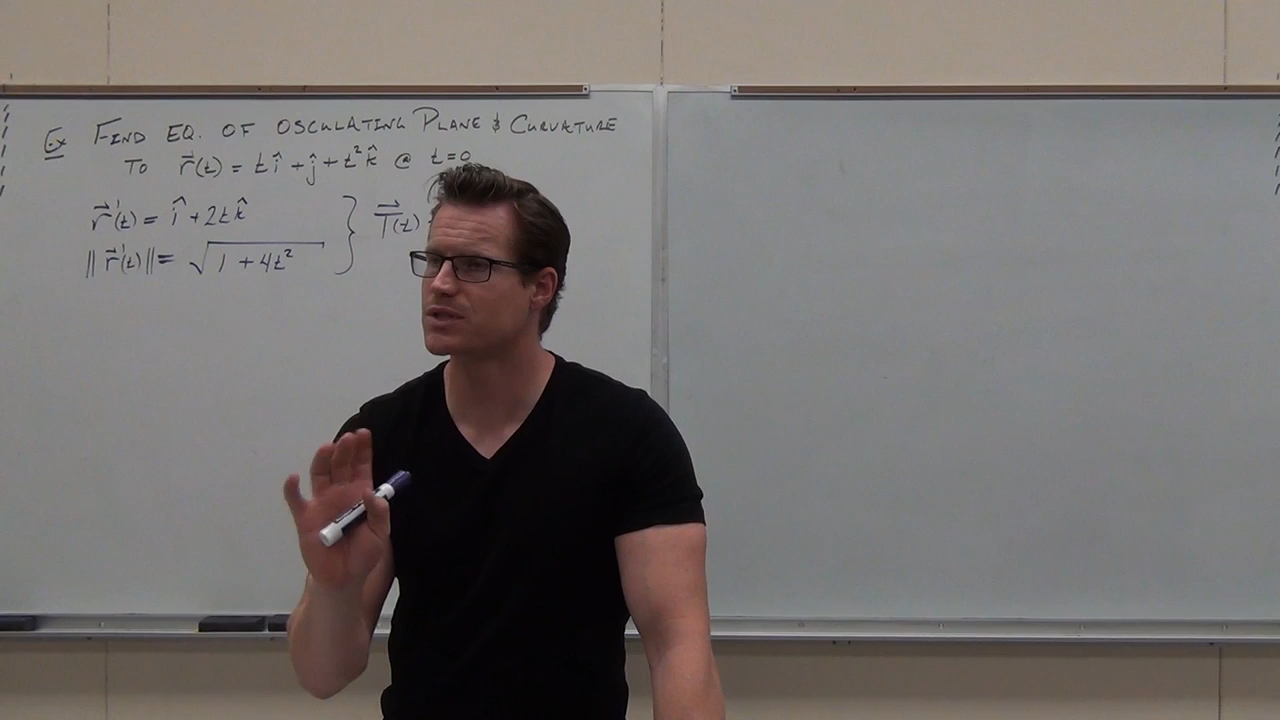 Ex FIND EQ. OF OSCULATING PLANE & CURVATURE
TO r⃗(t) = t î + ĵ + t² k̂ @ t=0
r⃗'(t) = î + 2t k̂
T⃗(t)
‖r⃗'(t)‖ = √(1 + 4t²)